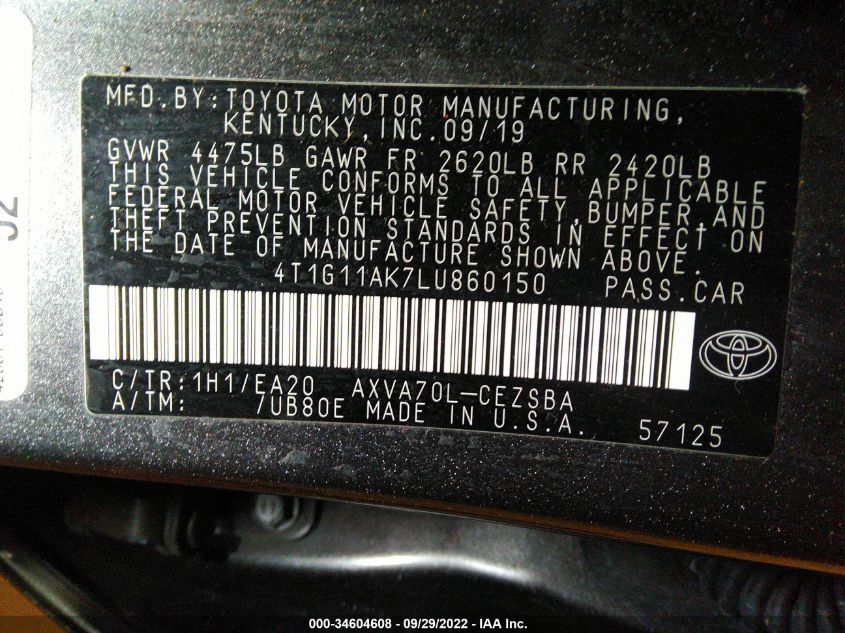 MFD.BY:TOYOTA MOTOR MANUFACTURING,
KENTUCKY,INC.09/19
GVWR 4475LB GAWR FR 2620LB RR 2420LB
THIS VEHICLE CONFORMS TO ALL APPLICABLE
FEDERAL MOTOR VEHICLE SAFETY,BUMPER,AND
THEFT PREVENTION STANDARDS IN EFFECT ON
THE DATE OF MANUFACTURE SHOWN ABOVE.
4T1G11AK7LU860150 PASS.CAR
C/TR:1H1/EA20 AXVA70L-CEZSBA
A/TM: /UB80E MADE IN U.S.A. 57125
000-34604608 - 09/29/2022 - IAA Inc.